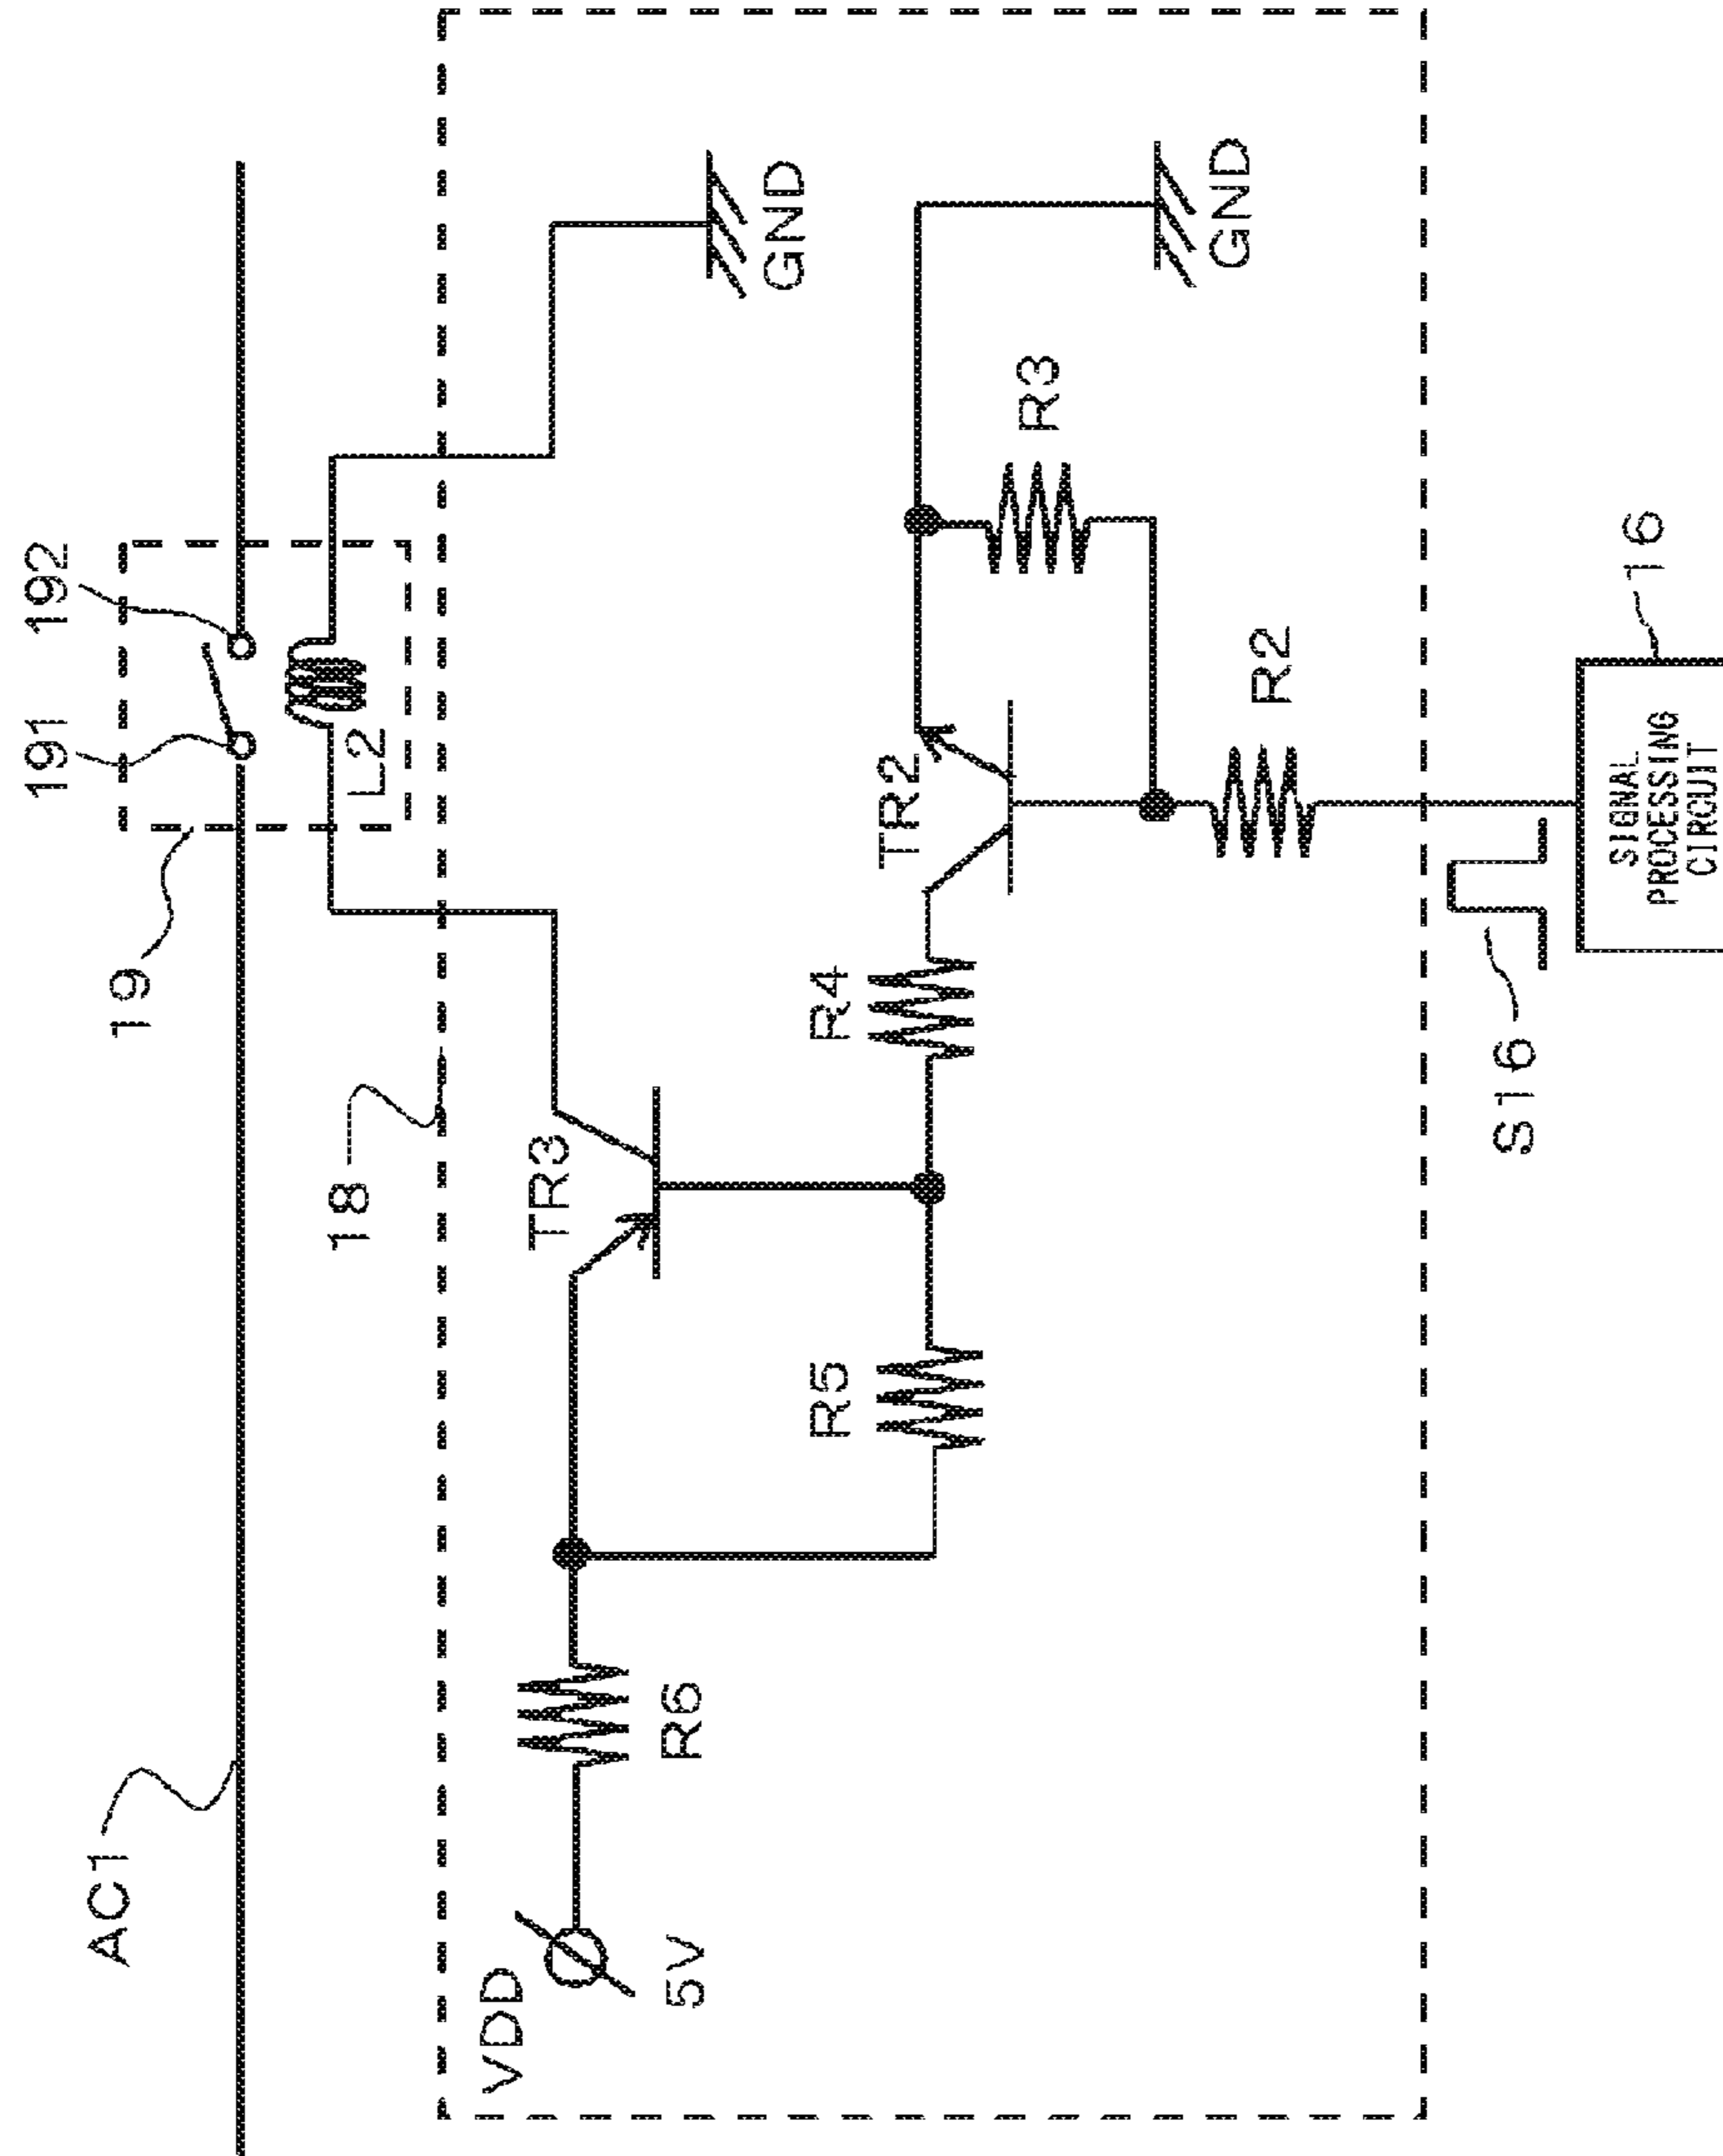 AC1
19
191
192
18
L2
VDD
5V
R6
TR3
R5
R4
TR2
R3
R2
GND
GND
S16
SIGNAL
PROCESSING
CIRCUIT
16